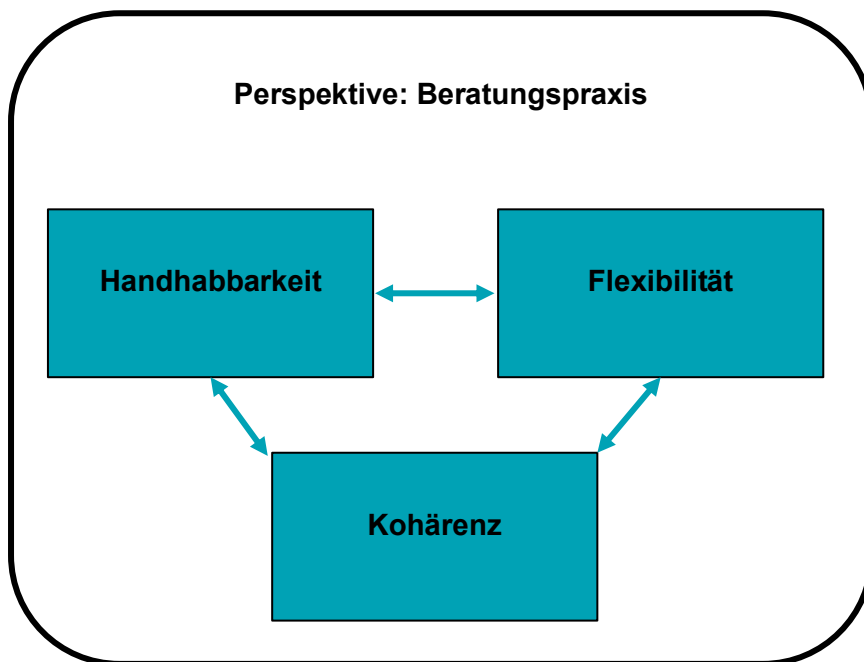 Perspektive: Beratungspraxis
Handhabbarkeit
Flexibilität
Kohärenz